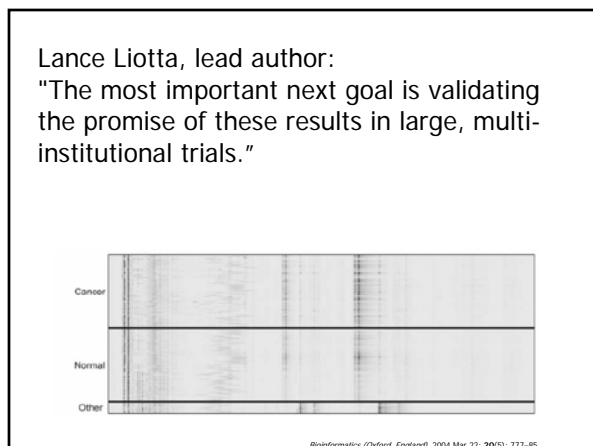 Lance Liotta, lead author:
"The most important next goal is validating
the promise of these results in large, multi-
institutional trials.”
Cancer
Normal
Other
Bioinformatics (Oxford, England). 2004 Mar 22; 20(5): 777–85